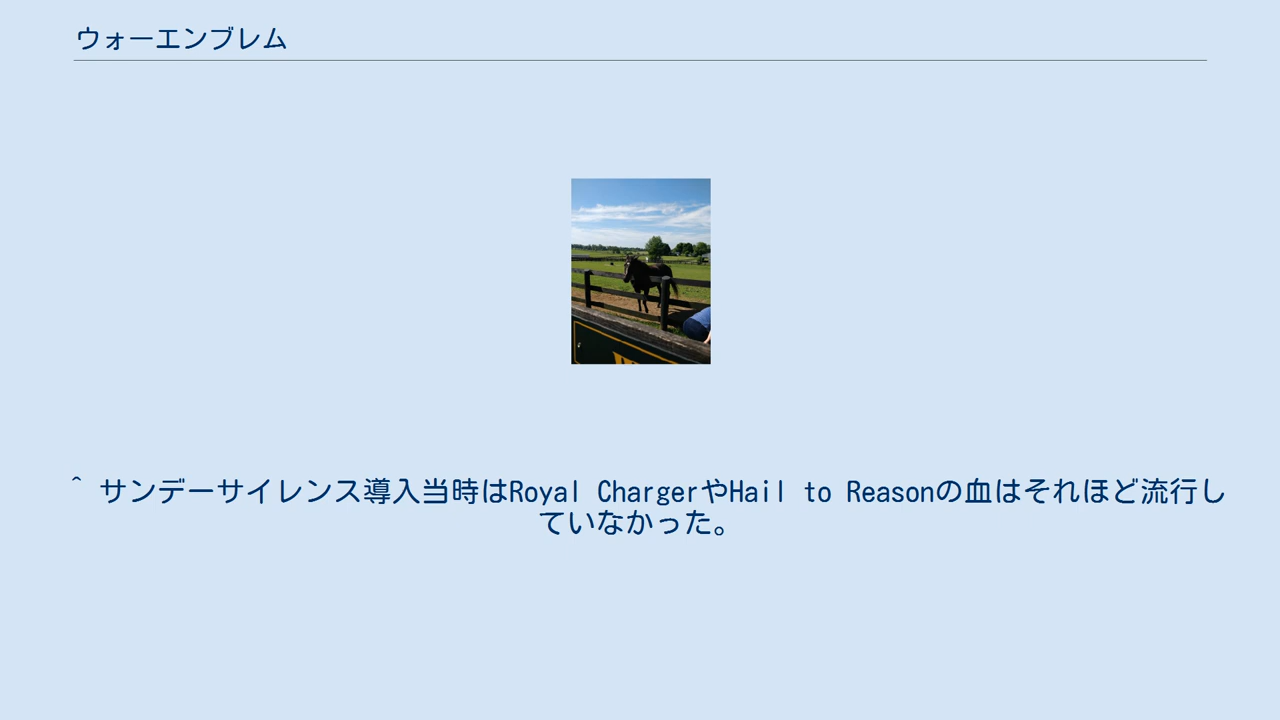 ウォーエンブレム
^ サンデーサイレンス導入当時はRoyal ChargerやHail to Reasonの血はそれほど流行し
ていなかった。